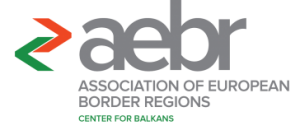 aebr
ASSOCIATION OF EUROPEAN
BORDER REGIONS
CENTER FOR BALKANS